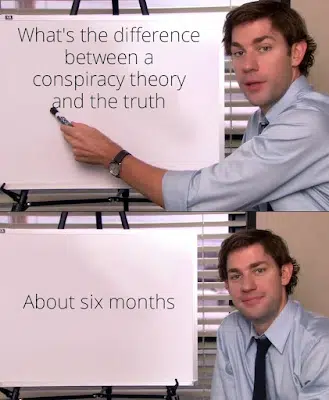 What's the difference
between a
conspiracy theory
and the truth
About six months